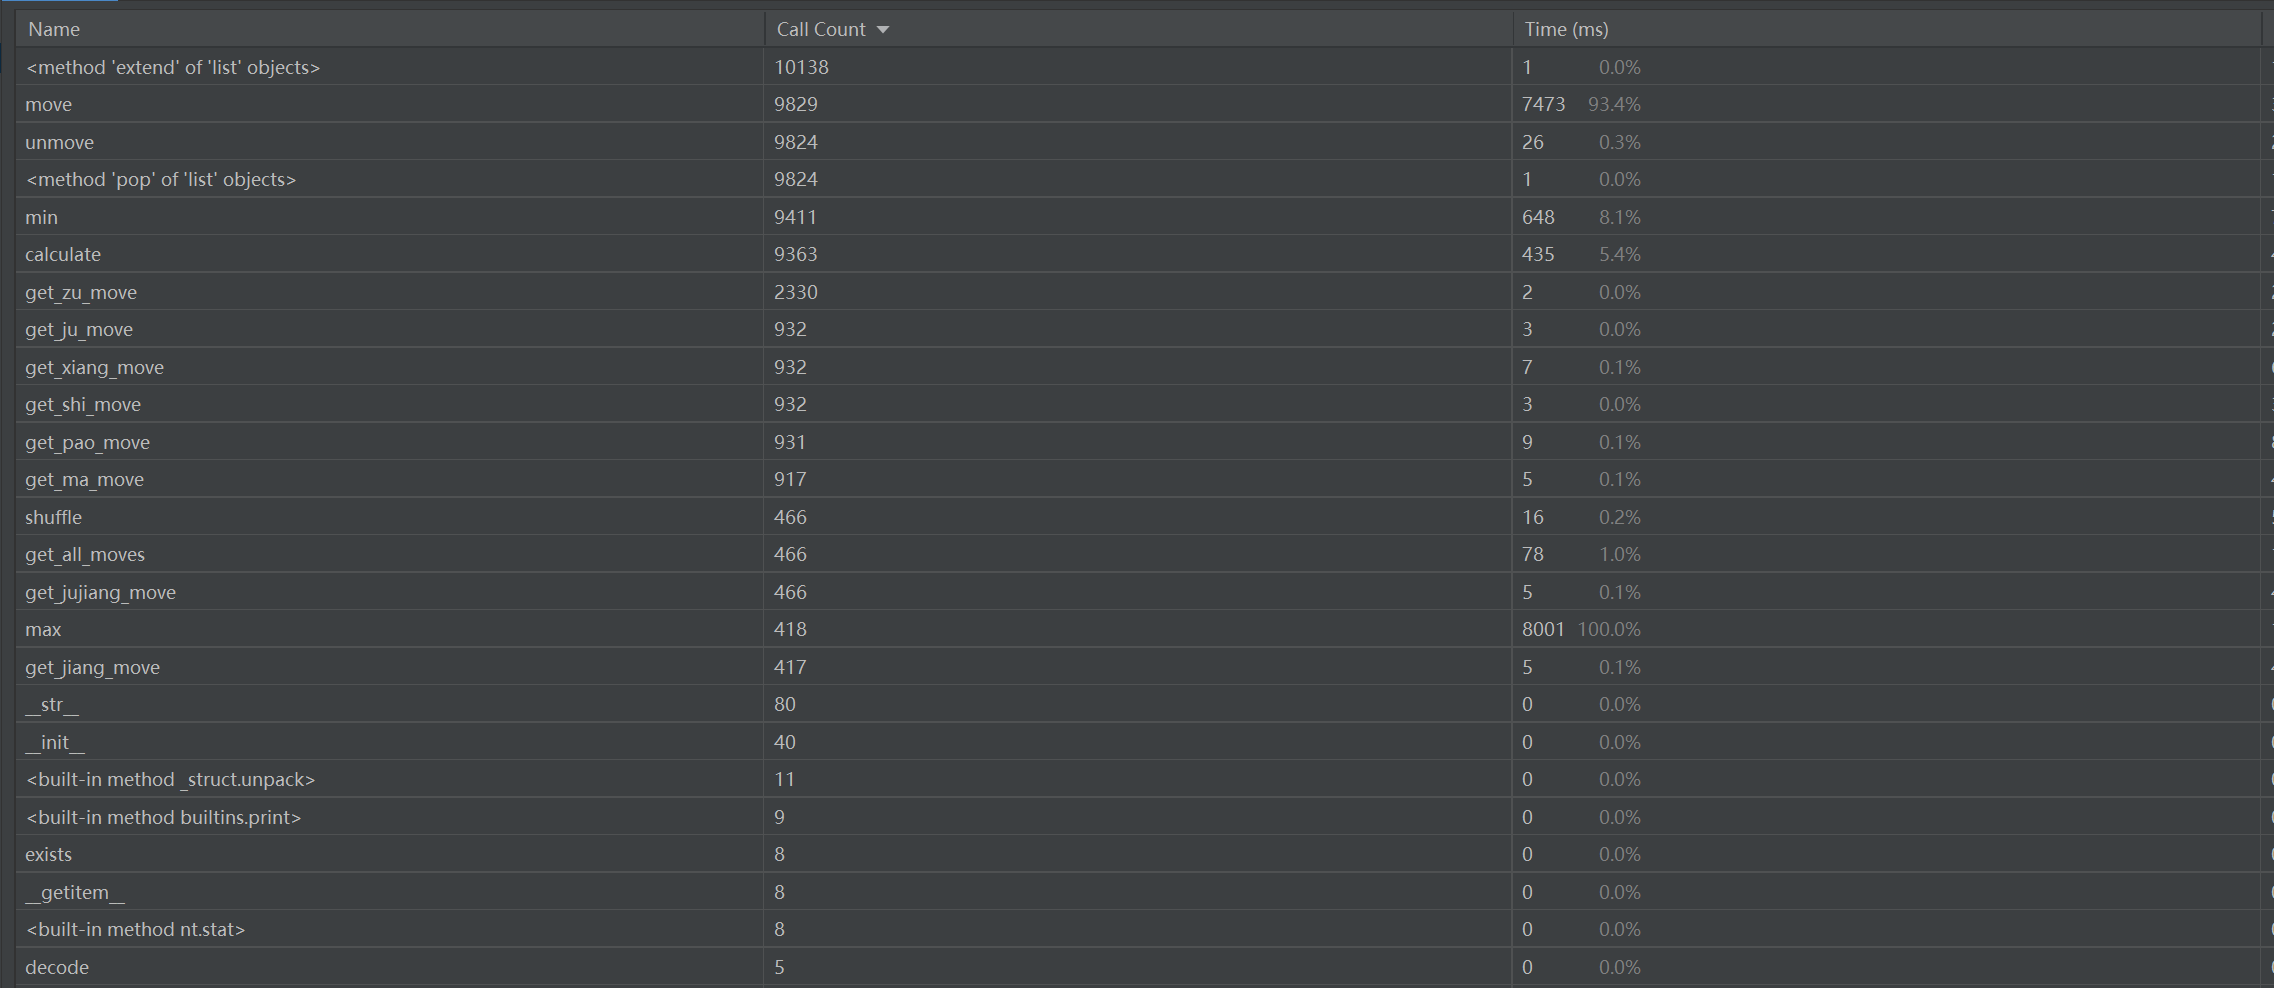 Name Call Count Time (ms)
<method 'extend' of 'list' objects> 10138 1 0.0%
move 9829 7473 93.4%
unmove 9824 26 0.3%
<method 'pop' of 'list' objects> 9824 1 0.0%
min 9411 648 8.1%
calculate 9363 435 5.4%
get_zu_move 2330 2 0.0%
get_ju_move 932 3 0.0%
get_xiang_move 932 7 0.1%
get_shi_move 932 3 0.0%
get_pao_move 931 9 0.1%
get_ma_move 917 5 0.1%
shuffle 466 16 0.2%
get_all_moves 466 78 1.0%
get_jujiang_move 466 5 0.1%
max 418 8001 100.0%
get_jiang_move 417 5 0.1%
__str__ 80 0 0.0%
__init__ 40 0 0.0%
<built-in method _struct.unpack> 11 0 0.0%
<built-in method builtins.print> 9 0 0.0%
exists 8 0 0.0%
__getitem__ 8 0 0.0%
<built-in method nt.stat> 8 0 0.0%
decode 5 0 0.0%